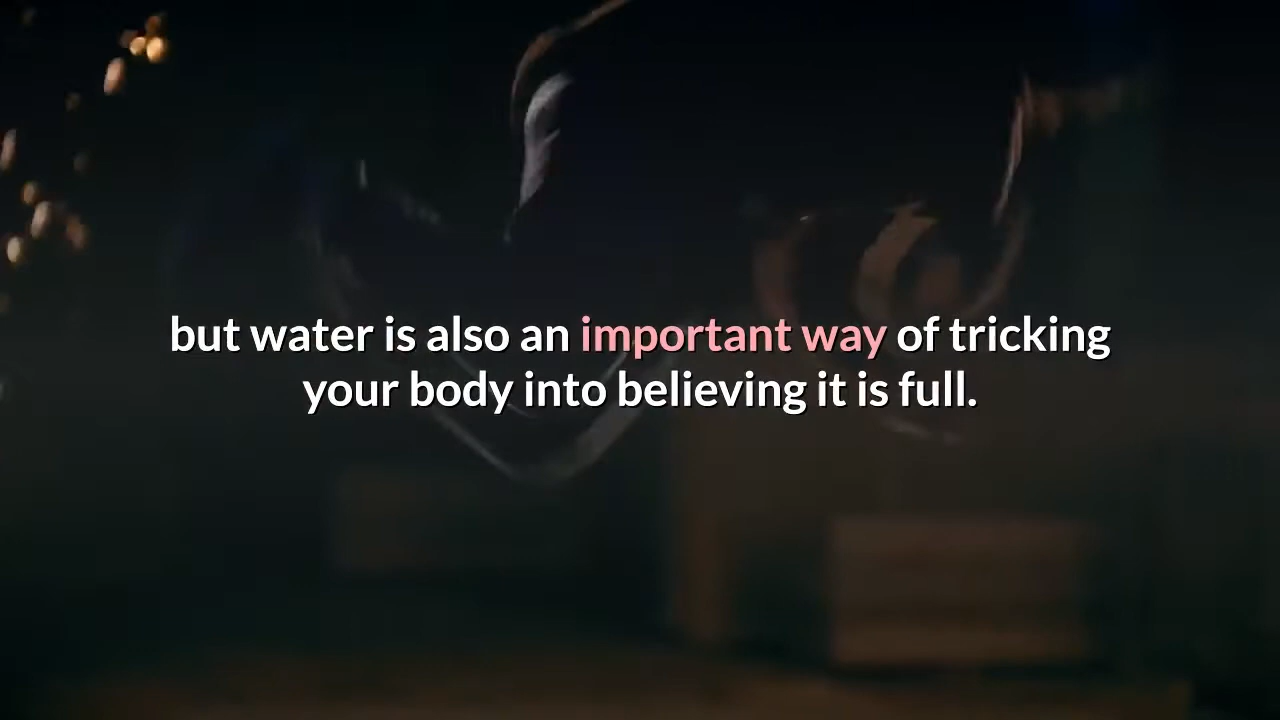 but water is also an important way of tricking
your body into believing it is full.